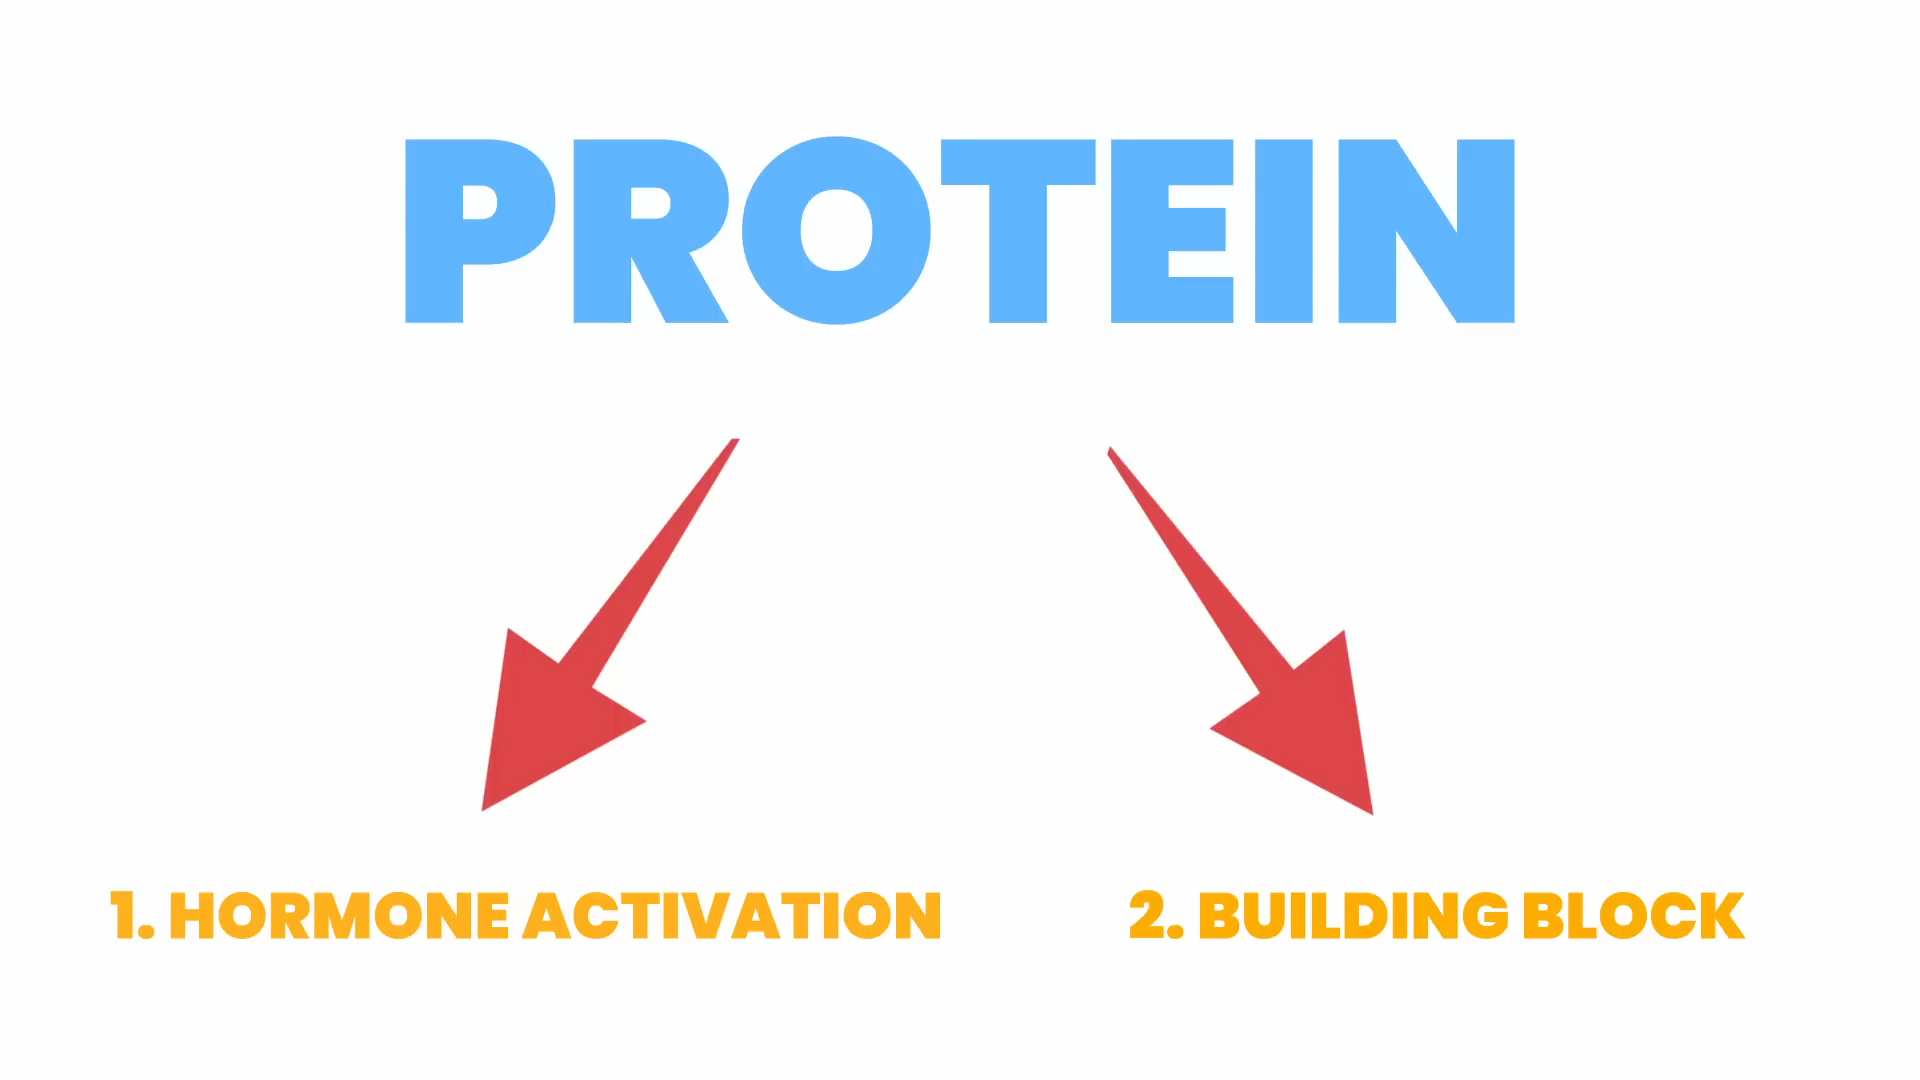 PROTEIN
1. HORMONE ACTIVATION
2. BUILDING BLOCK